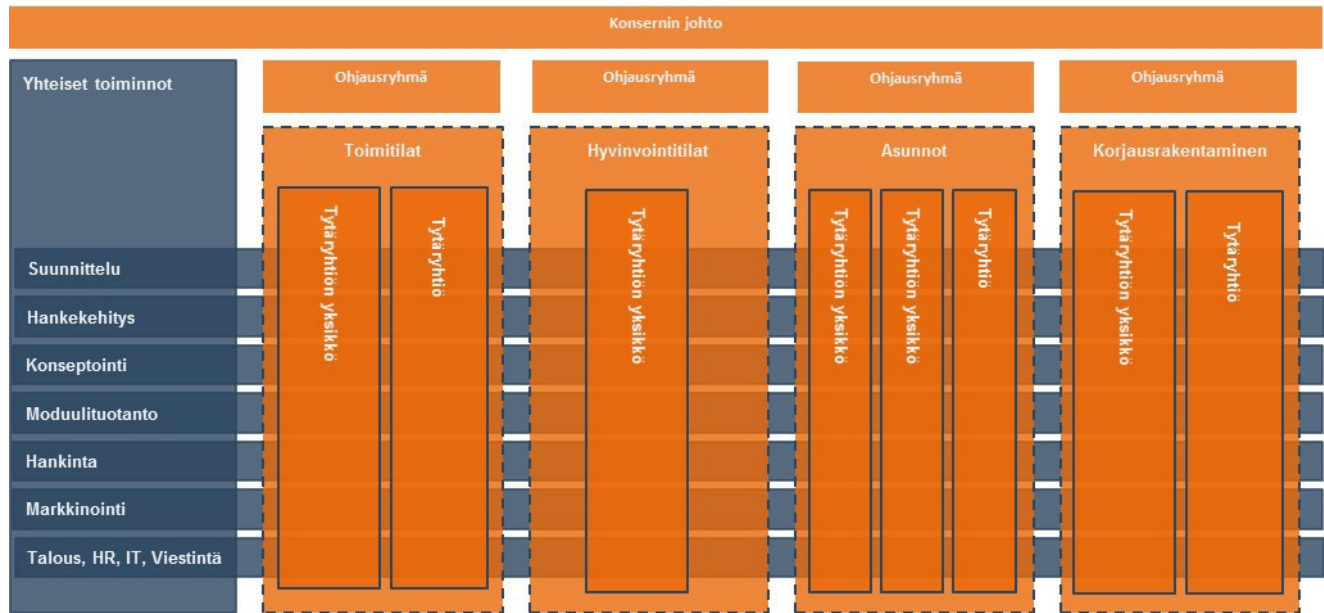 Konsernin johto
Yhteiset toiminnot
Ohjausryhmä
Ohjausryhmä
Ohjausryhmä
Ohjausryhmä
Toimitilat
Hyvinvointitilat
Asunnot
Korjausrakentaminen
Tytäryhtiön yksikkö
Tytäryhtiö
Tytäryhtiön yksikkö
Tytäryhtiön yksikkö
Tytäryhtiön yksikkö
Tytäryhtiö
Tytäryhtiön yksikkö
Tytäryhtiö
Suunnittelu
Hankekehitys
Konseptointi
Moduulituotanto
Hankinta
Markkinointi
Talous, HR, IT, Viestintä